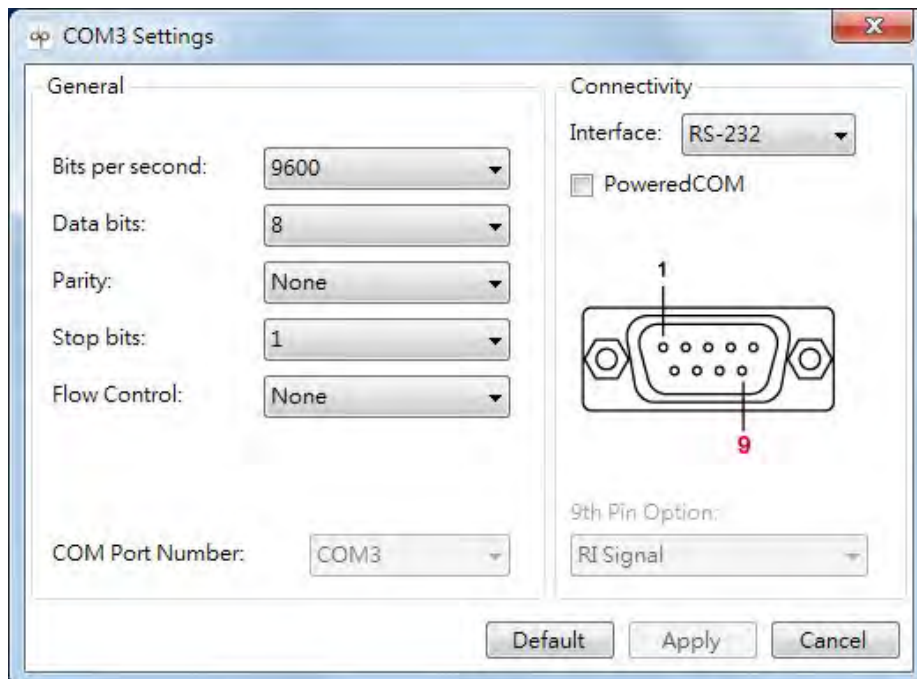 COM3 Settings
General
Bits per second:
9600
Data bits:
8
Parity:
None
Stop bits:
1
Flow Control:
None
COM Port Number:
COM3
Connectivity
Interface:
RS-232
PoweredCOM
1
9
9th Pin Option:
RI Signal
Default
Apply
Cancel